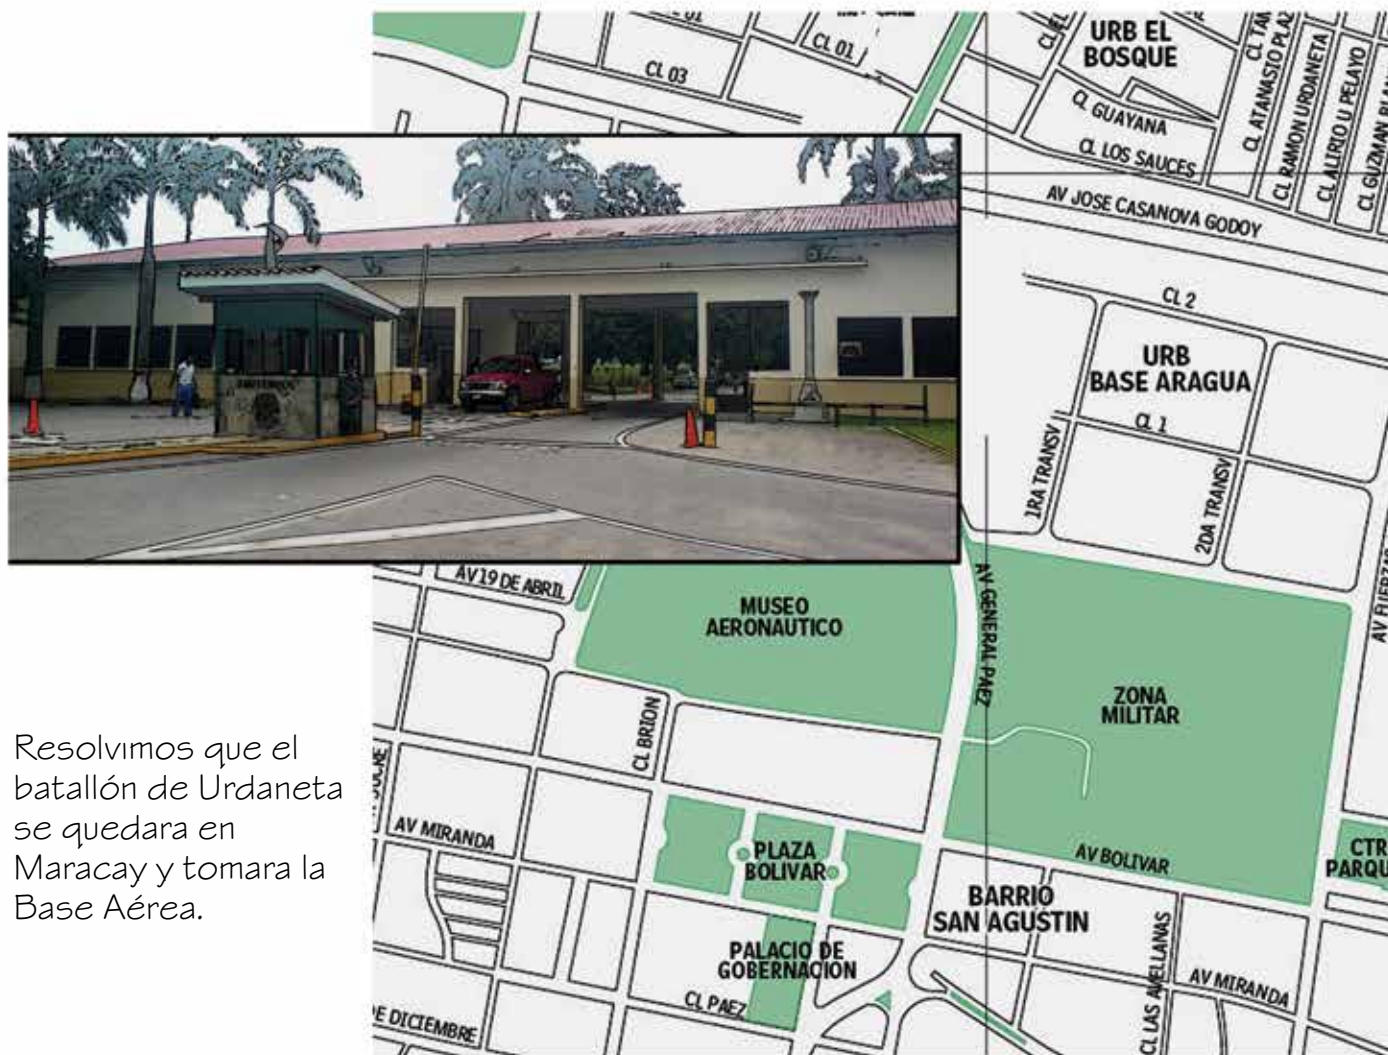 CL 01
CL 03
URB EL
BOSQUE
CL GUAYANA
CL LOS SAUCES
CL ATANASIO PLAZ
CL RAMON URDANETA
CL ALIRIO U PELAYO
CL GUZMAN
AV JOSE CASANOVA GODOY
CL 2
URB
BASE ARAGUA
CL 1
1RA TRANSV
2DA TRANSV
AV 19 DE ABRIL
MUSEO
AERONAUTICO
AV GENERAL PAEZ
ZONA
MILITAR
CL BRION
Resolvimos que el
batallón de Urdaneta
se quedara en
Maracay y tomara la
Base Aérea.
AV MIRANDA
PLAZA
BOLIVAR
AV BOLIVAR
CTR
PARQU
BARRIO
SAN AGUSTIN
PALACIO DE
GOBERNACION
CL PAEZ
CL LAS AVELLANAS
AV MIRANDA
DE DICIEMBRE